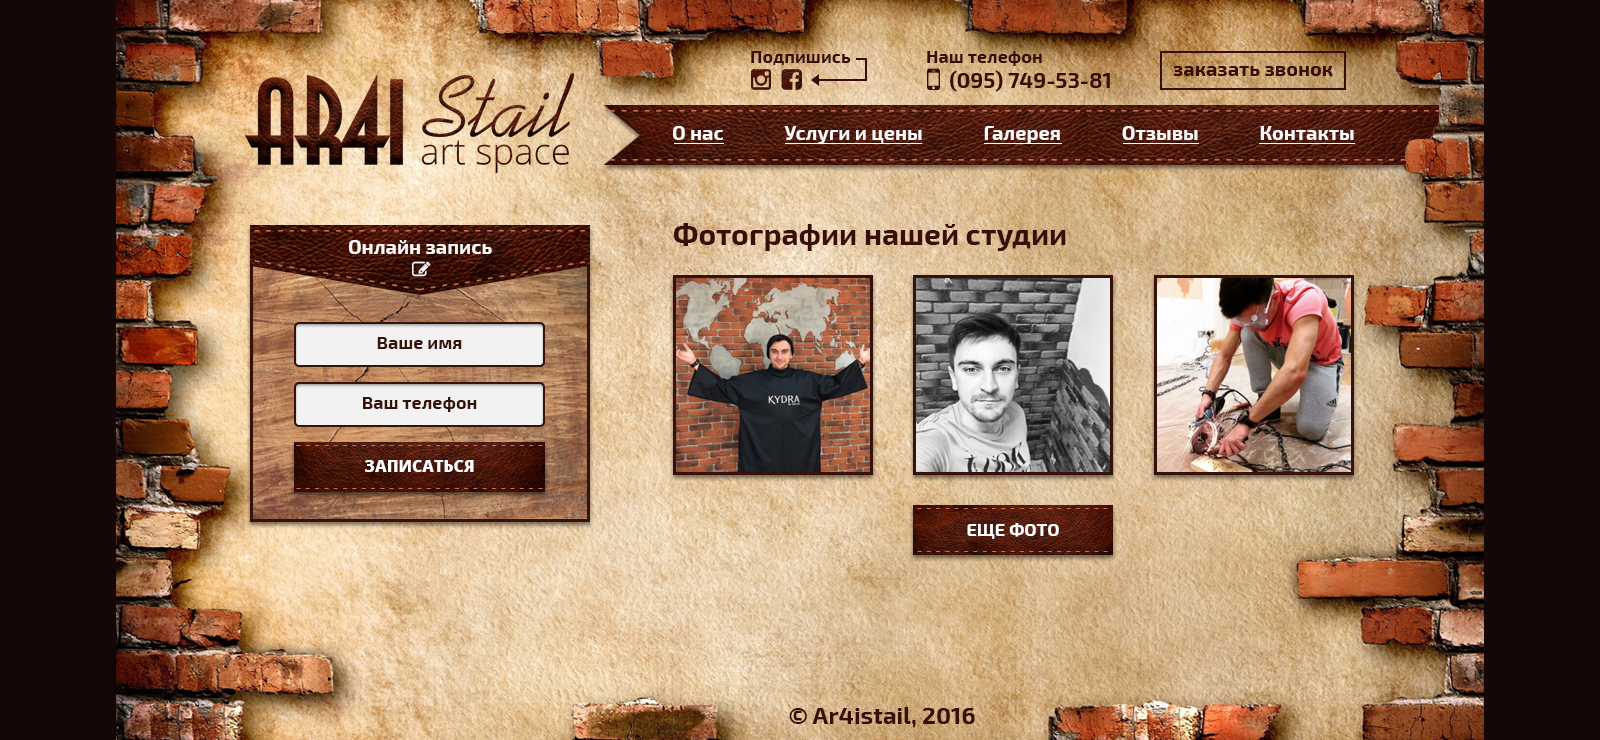 AR4I Stail
art space
Подпишись
Наш телефон
(095) 749-53-81
заказать звонок
О нас
Услуги и цены
Галерея
Отзывы
Контакты
Онлайн запись
Ваше имя
Ваш телефон
ЗАПИСАТЬСЯ
Фотографии нашей студии
KYDRA
ЕЩЕ ФОТО
© Ar4istail, 2016